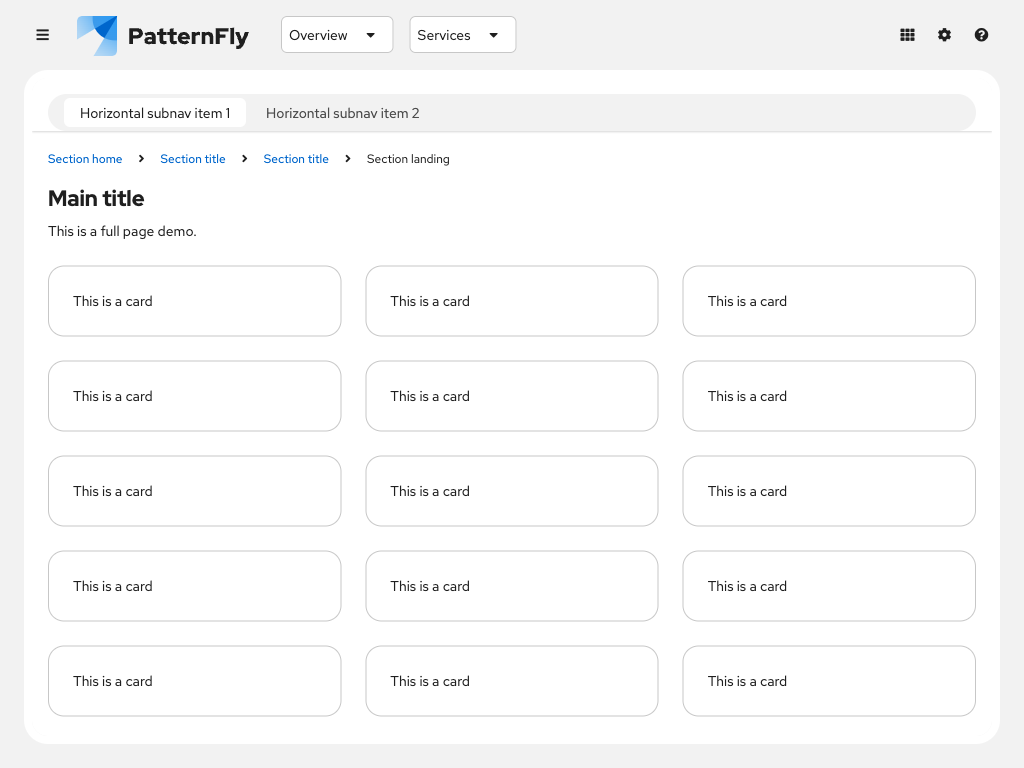 PatternFly Overview Services
Horizontal subnav item 1 Horizontal subnav item 2
Section home Section title Section title Section landing
Main title
This is a full page demo.
This is a card This is a card This is a card
This is a card This is a card This is a card
This is a card This is a card This is a card
This is a card This is a card This is a card
This is a card This is a card This is a card